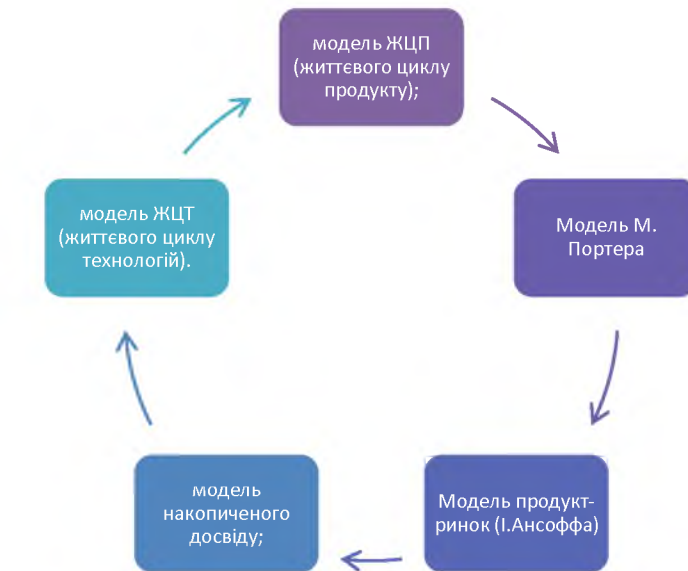 модель ЖЦП
(життєвого циклу
продукту);
Модель М.
Портера
Модель продукт-
ринок (І.Ансоффа)
модель
накопиченого
досвіду;
модель ЖЦТ
(життєвого циклу
технологій).